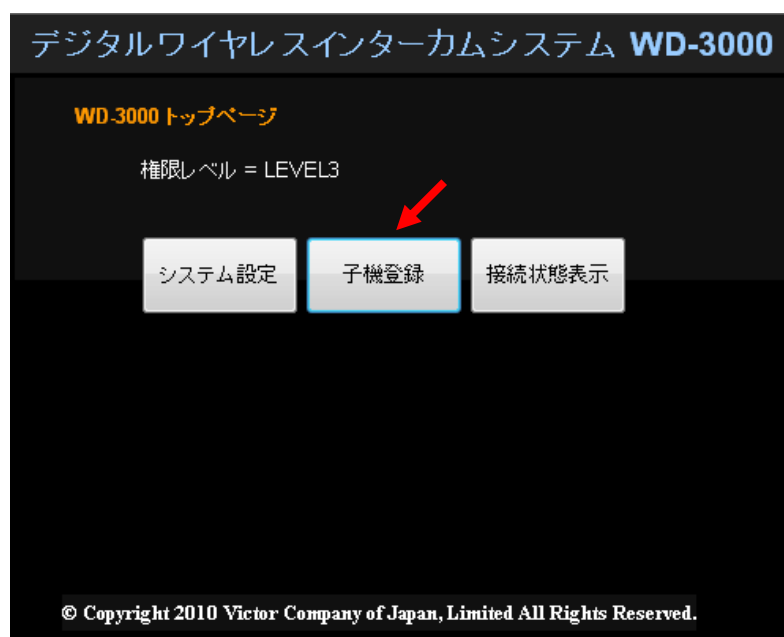 デジタルワイヤレスインターカムシステム WD-3000
WD-3000 トップページ
権限レベル = LEVEL3
システム設定 子機登録 接続状態表示
© Copyright 2010 Victor Company of Japan, Limited All Rights Reserved.